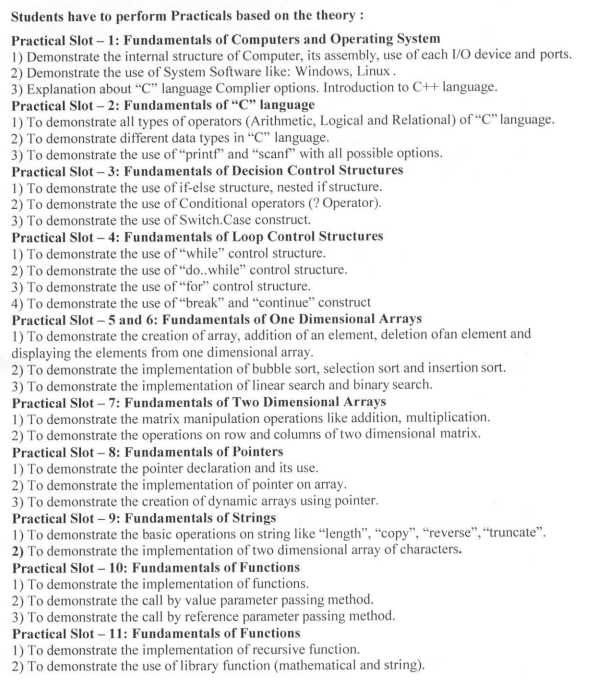 Students have to perform Practicals based on the theory :
Practical Slot – 1: Fundamentals of Computers and Operating System
1) Demonstrate the internal structure of Computer, its assembly, use of each I/O device and ports.
2) Demonstrate the use of System Software like: Windows, Linux .
3) Explanation about “C” language Complier options. Introduction to C++ language.
Practical Slot – 2: Fundamentals of “C” language
1) To demonstrate all types of operators (Arithmetic, Logical and Relational) of “C” language.
2) To demonstrate different data types in “C” language.
3) To demonstrate the use of “printf” and “scanf” with all possible options.
Practical Slot – 3: Fundamentals of Decision Control Structures
1) To demonstrate the use of if-else structure, nested if structure.
2) To demonstrate the use of Conditional operators (? Operator).
3) To demonstrate the use of Switch.Case construct.
Practical Slot – 4: Fundamentals of Loop Control Structures
1) To demonstrate the use of “while” control structure.
2) To demonstrate the use of “do..while” control structure.
3) To demonstrate the use of “for” control structure.
4) To demonstrate the use of “break” and “continue” construct
Practical Slot – 5 and 6: Fundamentals of One Dimensional Arrays
1) To demonstrate the creation of array, addition of an element, deletion ofan element and
displaying the elements from one dimensional array.
2) To demonstrate the implementation of bubble sort, selection sort and insertion sort.
3) To demonstrate the implementation of linear search and binary search.
Practical Slot – 7: Fundamentals of Two Dimensional Arrays
1) To demonstrate the matrix manipulation operations like addition, multiplication.
2) To demonstrate the operations on row and columns of two dimensional matrix.
Practical Slot – 8: Fundamentals of Pointers
1) To demonstrate the pointer declaration and its use.
2) To demonstrate the implementation of pointer on array.
3) To demonstrate the creation of dynamic arrays using pointer.
Practical Slot – 9: Fundamentals of Strings
1) To demonstrate the basic operations on string like “length”, “copy”, “reverse”, “truncate”.
2) To demonstrate the implementation of two dimensional array of characters.
Practical Slot – 10: Fundamentals of Functions
1) To demonstrate the implementation of functions.
2) To demonstrate the call by value parameter passing method.
3) To demonstrate the call by reference parameter passing method.
Practical Slot – 11: Fundamentals of Functions
1) To demonstrate the implementation of recursive function.
2) To demonstrate the use of library function (mathematical and string).